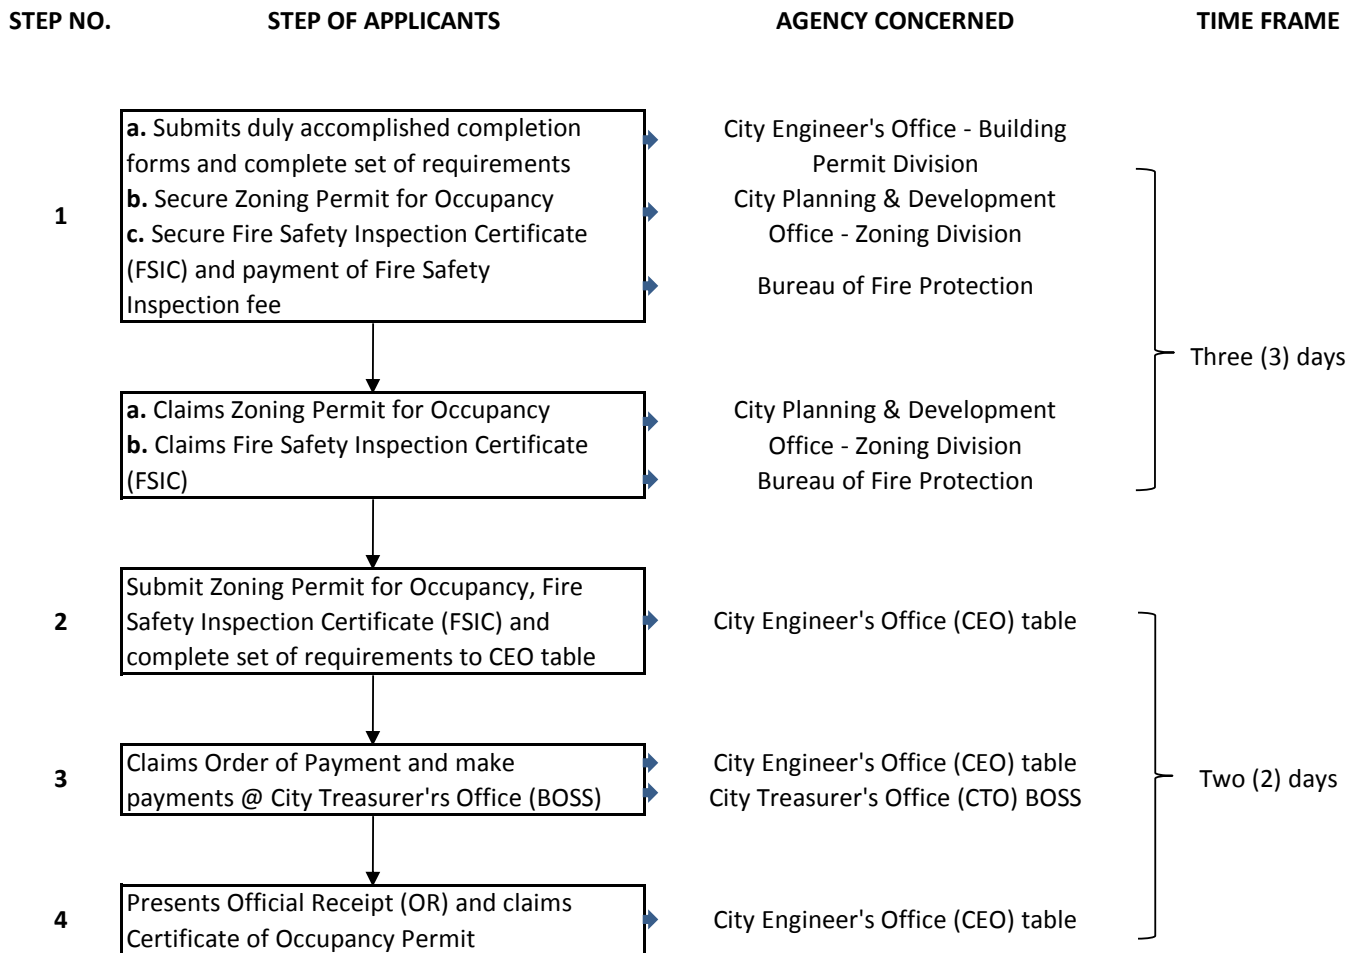 STEP NO. STEP OF APPLICANTS AGENCY CONCERNED TIME FRAME
1
a. Submits duly accomplished completion
forms and complete set of requirements
b. Secure Zoning Permit for Occupancy
c. Secure Fire Safety Inspection Certificate
(FSIC) and payment of Fire Safety
Inspection fee
City Engineer's Office - Building
Permit Division
City Planning & Development
Office - Zoning Division
Bureau of Fire Protection
Three (3) days
a. Claims Zoning Permit for Occupancy
b. Claims Fire Safety Inspection Certificate
(FSIC)
City Planning & Development
Office - Zoning Division
Bureau of Fire Protection
2
Submit Zoning Permit for Occupancy, Fire
Safety Inspection Certificate (FSIC) and
complete set of requirements to CEO table
City Engineer's Office (CEO) table
3
Claims Order of Payment and make
payments @ City Treasurer'rs Office (BOSS)
City Engineer's Office (CEO) table
City Treasurer's Office (CTO) BOSS
Two (2) days
4
Presents Official Receipt (OR) and claims
Certificate of Occupancy Permit
City Engineer's Office (CEO) table